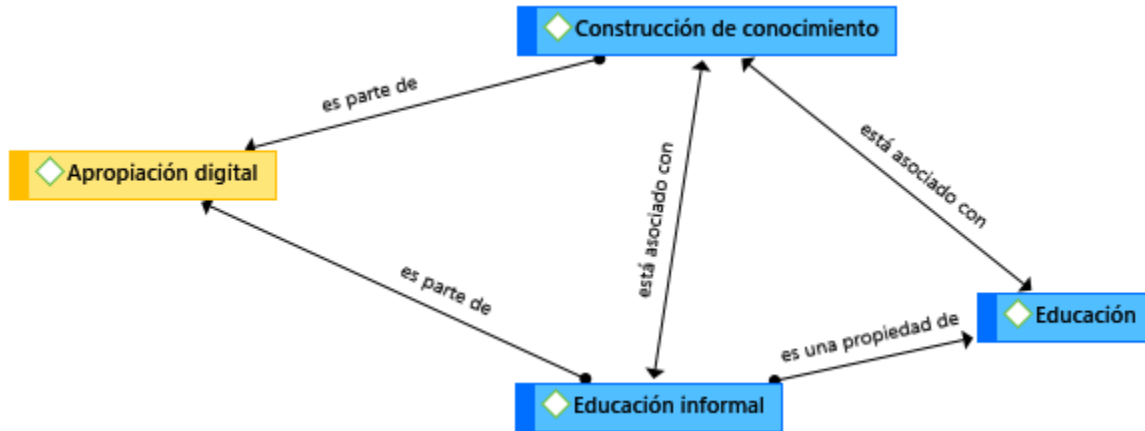 Construcción de conocimiento
es parte de
está asociado con
Apropiación digital
está asociado con
es parte de
Educación
es una propiedad de
Educación informal